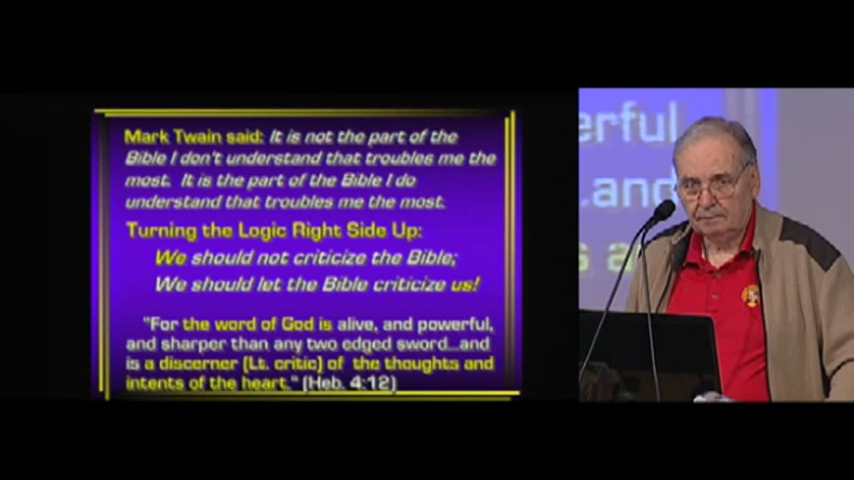 Mark Twain said: It is not the part of the
Bible I don't understand that troubles me the
most. It is the part of the Bible I do
understand that troubles me the most.
Turning the Logic Right Side Up:
We should not criticize the Bible;
We should let the Bible criticize us!
"For the word of God is alive, and powerful,
and sharper than any two edged sword...and
is a discerner (Lt. critic) of the thoughts and
intents of the heart." (Heb. 4:12)
erful
..and
s a